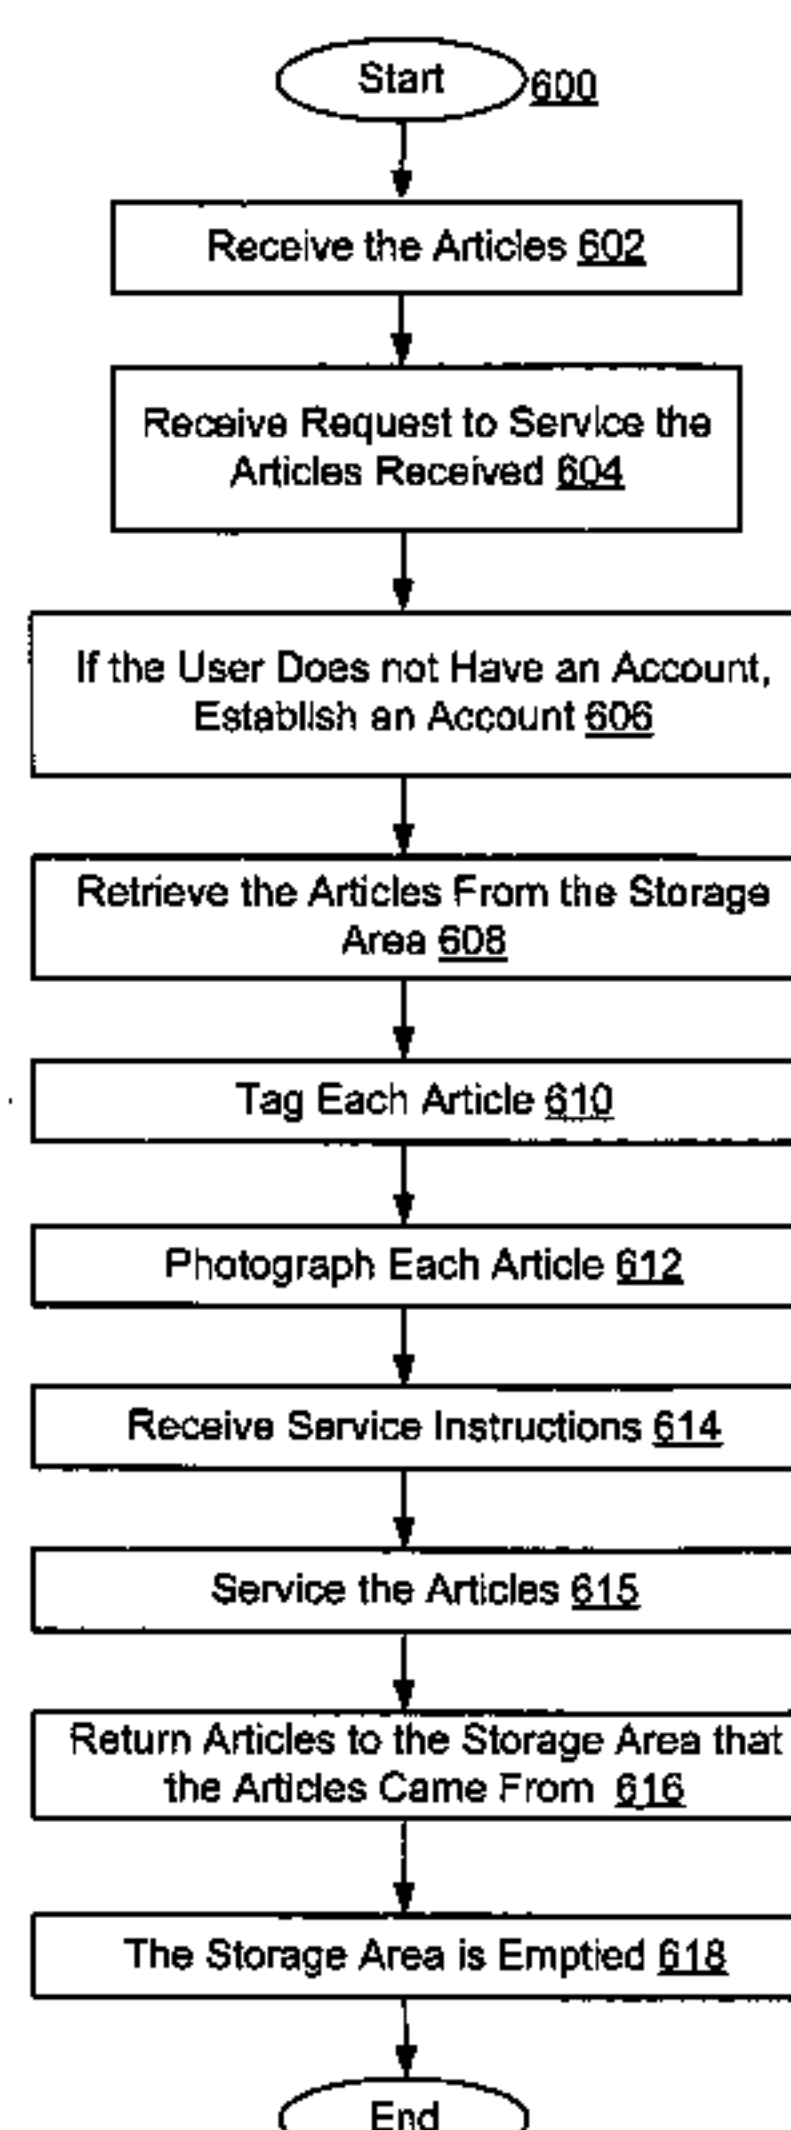 Start 600
Receive the Articles 602
Receive Request to Service the
Articles Received 604
If the User Does not Have an Account,
Establish an Account 606
Retrieve the Articles From the Storage
Area 608
Tag Each Article 610
Photograph Each Article 612
Receive Service Instructions 614
Service the Articles 615
Return Articles to the Storage Area that
the Articles Came From 616
The Storage Area is Emptied 618
End